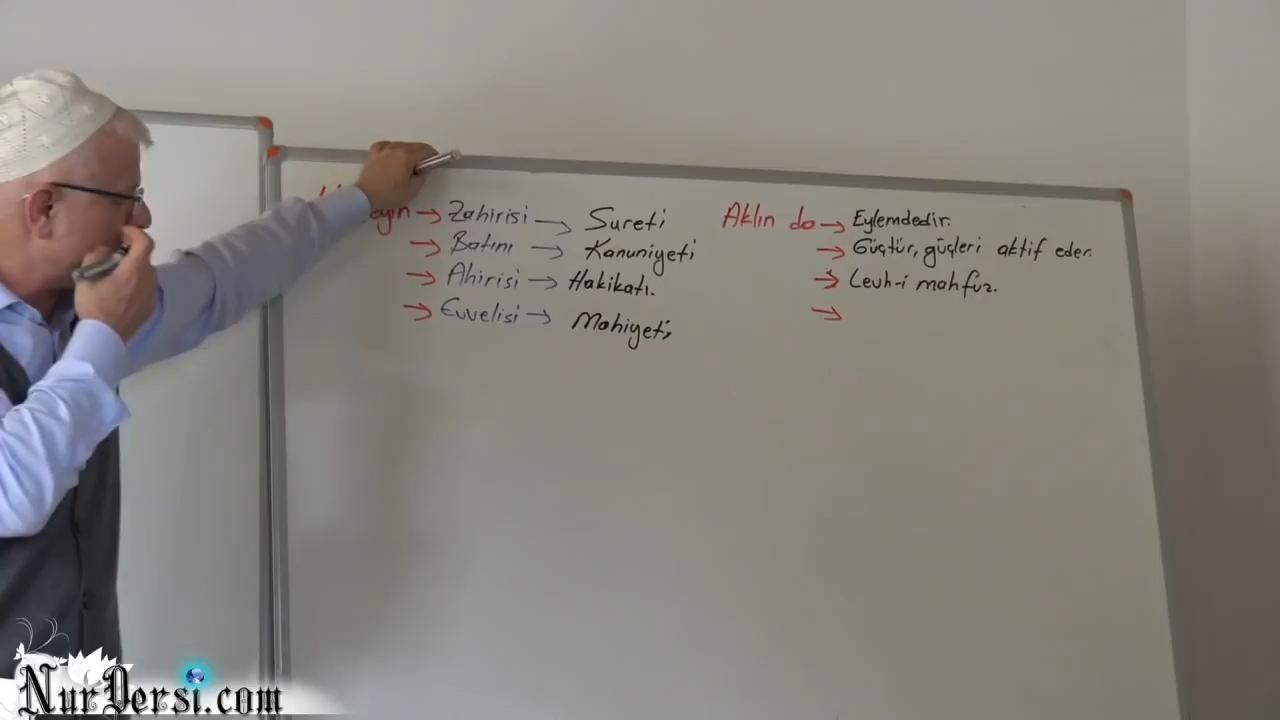 eyin → Zahirisi → Sureti
→ Batını → Kanuniyeti
→ Ahirisi → Hakikatı.
→ Evvelisi → Mahiyeti
Aklın da → Eylemdedir.
→ Güçtür, güçleri aktif eder.
→ Levh-i mahfuz.
→
NurDersi.com